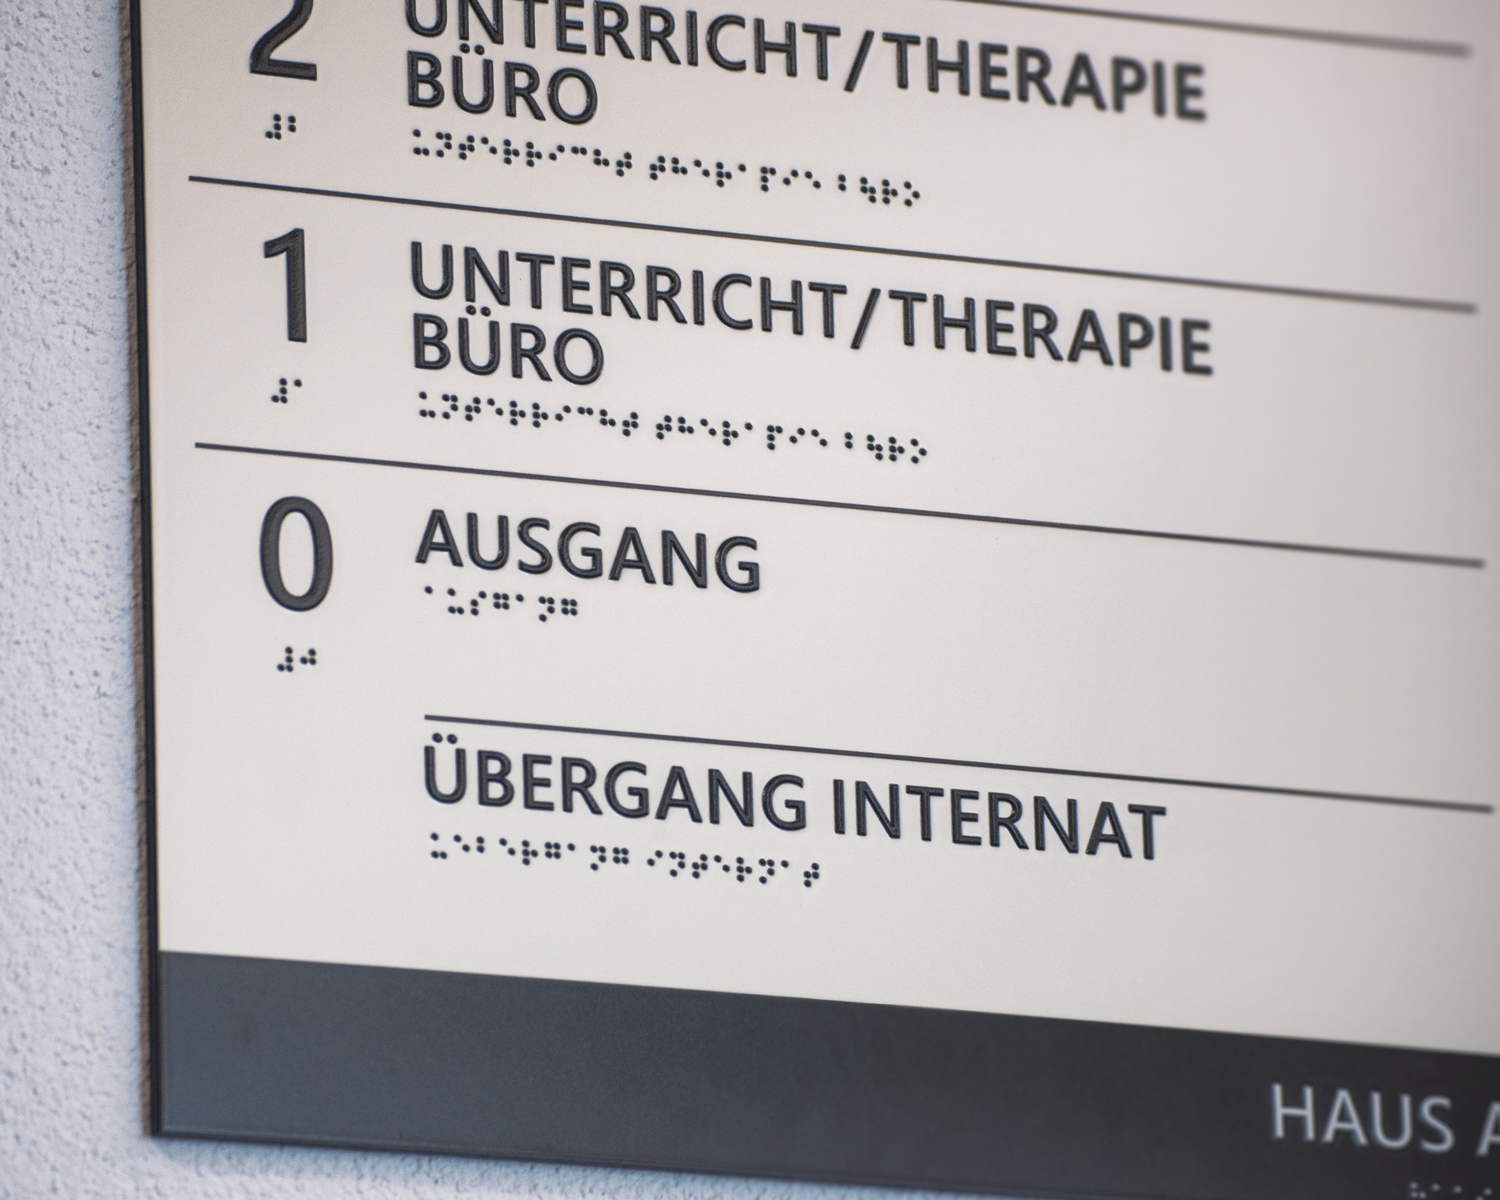 2
UNTERRICHT/THERAPIE
BÜRO
⠼⠃
⠥⠝⠞⠑⠗⠗⠊⠉⠓⠞ ⠞⠓⠑⠗⠁⠏⠊⠑ ⠃⠳⠗⠕
1
UNTERRICHT/THERAPIE
BÜRO
⠼⠁
⠥⠝⠞⠑⠗⠗⠊⠉⠓⠞ ⠞⠓⠑⠗⠁⠏⠊⠑ ⠃⠳⠗⠕
0
AUSGANG
⠁⠥⠎⠛⠁⠝⠛
⠼⠚
ÜBERGANG INTERNAT
⠥⠑⠃⠑⠗⠛⠁⠝⠛ ⠊⠝⠞⠑⠗⠝⠁⠞
HAUS A